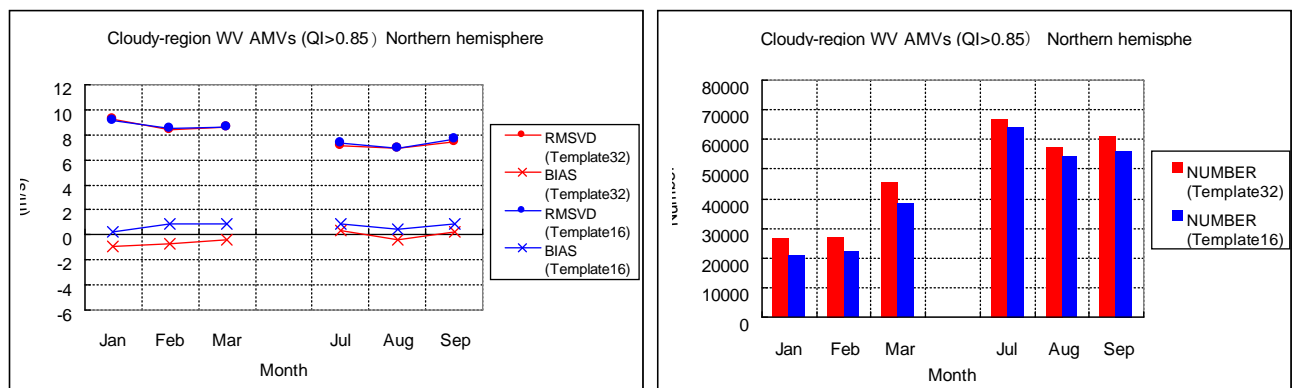 Cloudy-region WV AMVs (QI>0.85） Northern hemisphere
12
10
8
6
4
2
0
-2
-4
-6
(m/s)
Jan Feb Mar Jul Aug Sep
Month
RMSVD
(Template32)
BIAS
(Template32)
RMSVD
(Template16)
BIAS
(Template16)
Cloudy-region WV AMVs (QI>0.85） Northern hemisphe
80000
70000
60000
50000
40000
30000
20000
10000
0
Number
Jan Feb Mar Jul Aug Sep
Month
NUMBER
(Template32)
NUMBER
(Template16)